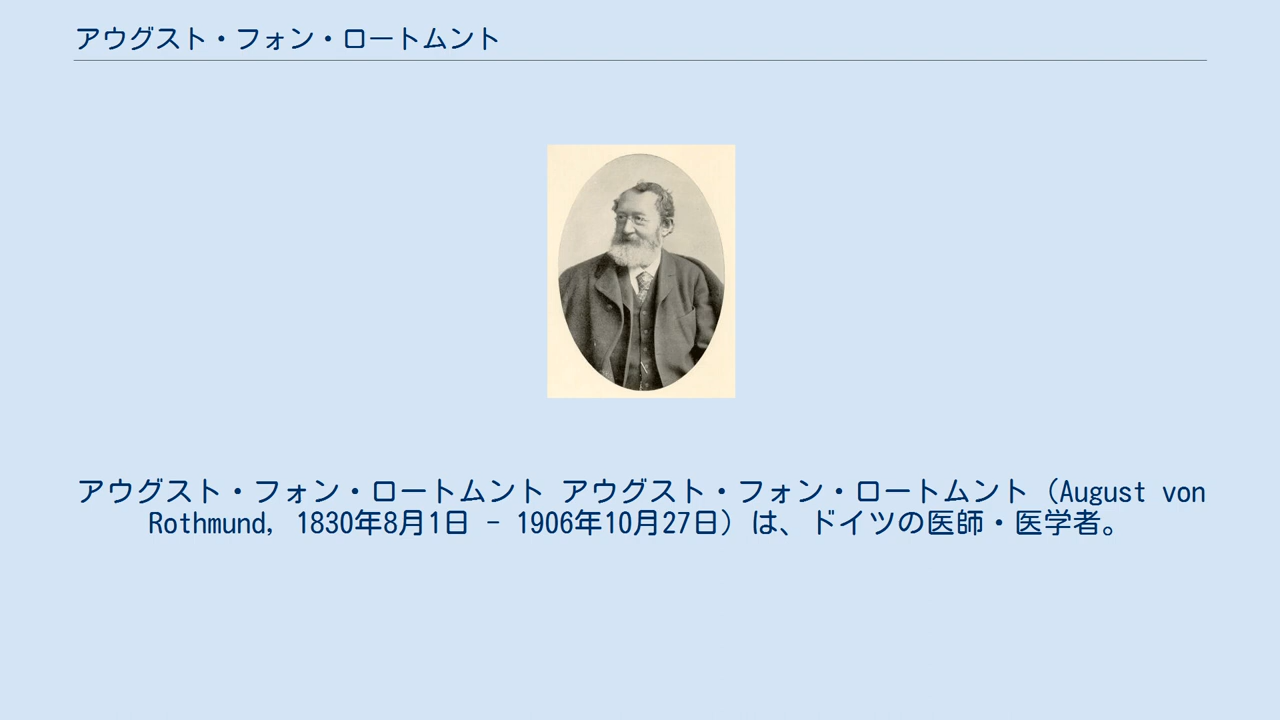 アウグスト・フォン・ロートムント
アウグスト・フォン・ロートムント アウグスト・フォン・ロートムント（August von
Rothmund, 1830年8月1日 - 1906年10月27日）は、ドイツの医師・医学者。